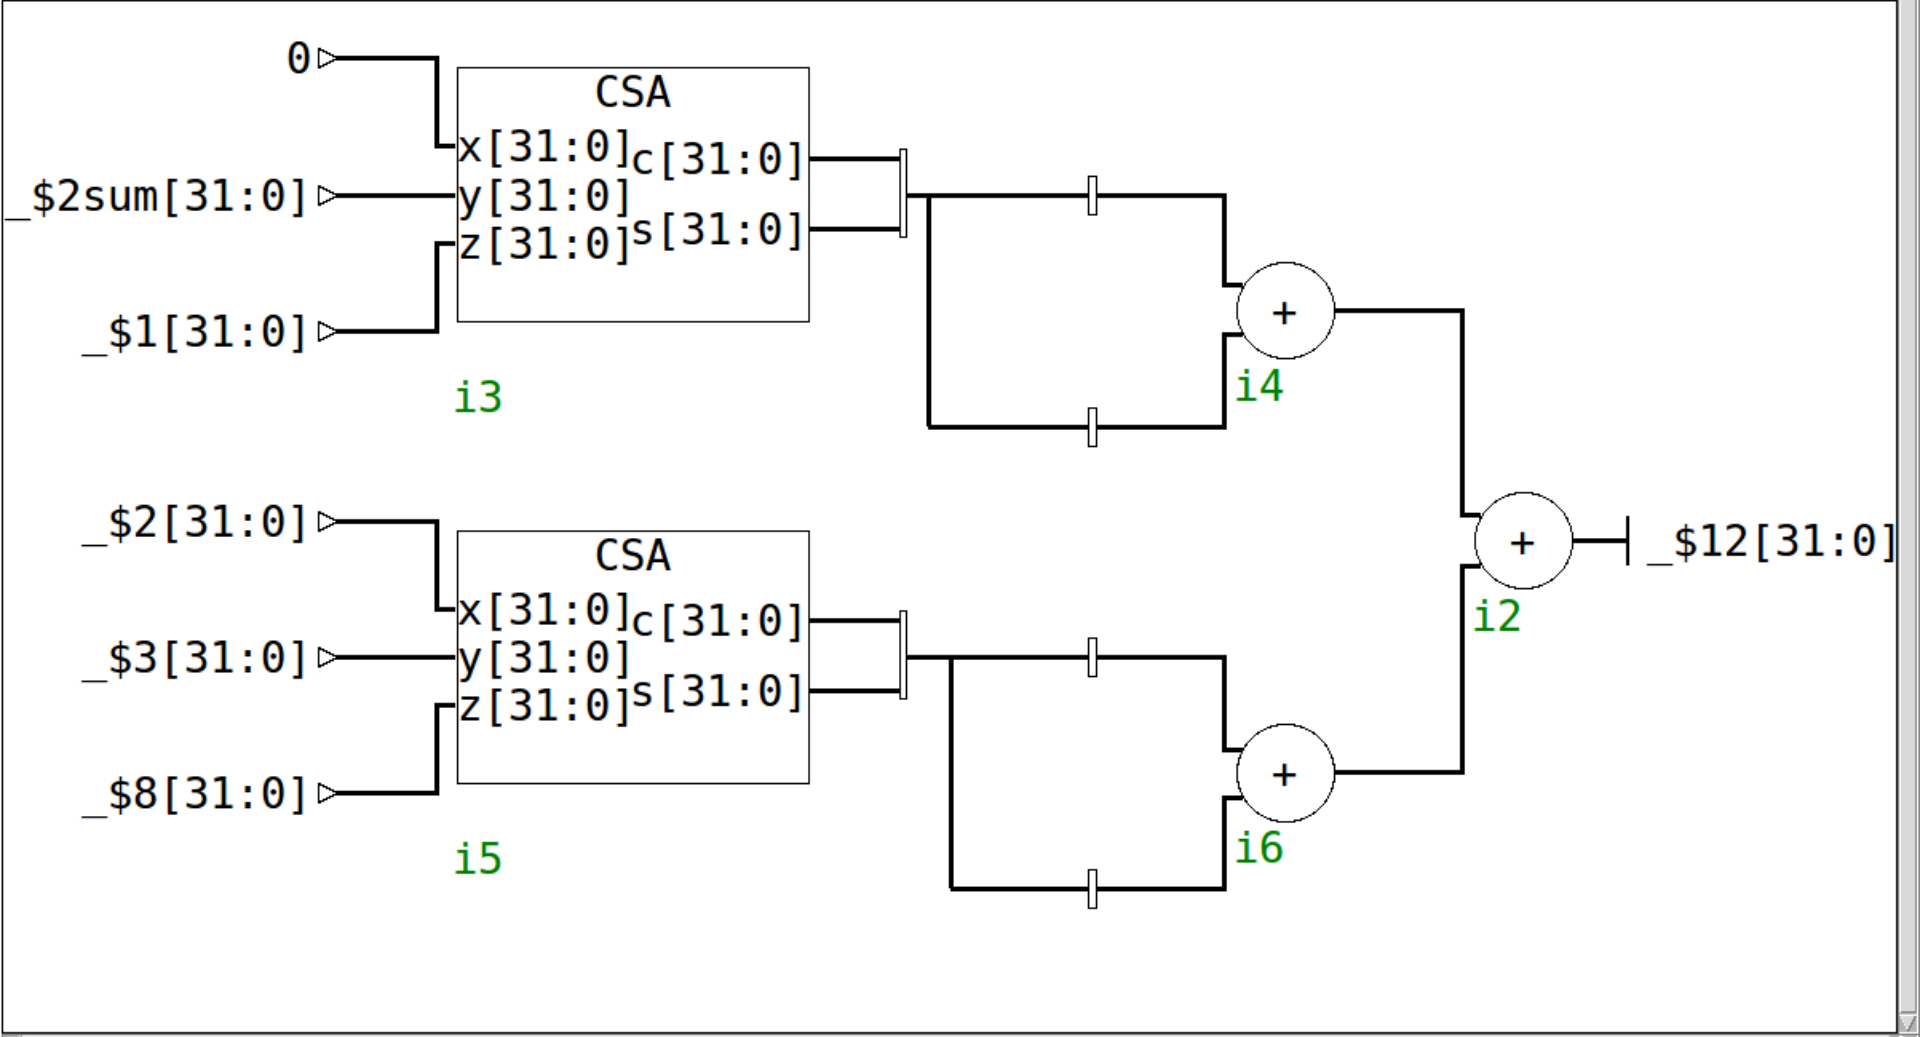 0
CSA
x[31:0]
c[31:0]
_$2sum[31:0]
y[31:0]
s[31:0]
z[31:0]
_$1[31:0]
i3
+
i4
_$2[31:0]
CSA
x[31:0]
c[31:0]
_$3[31:0]
y[31:0]
s[31:0]
z[31:0]
_$8[31:0]
i5
+
i6
+
i2
_$12[31:0]